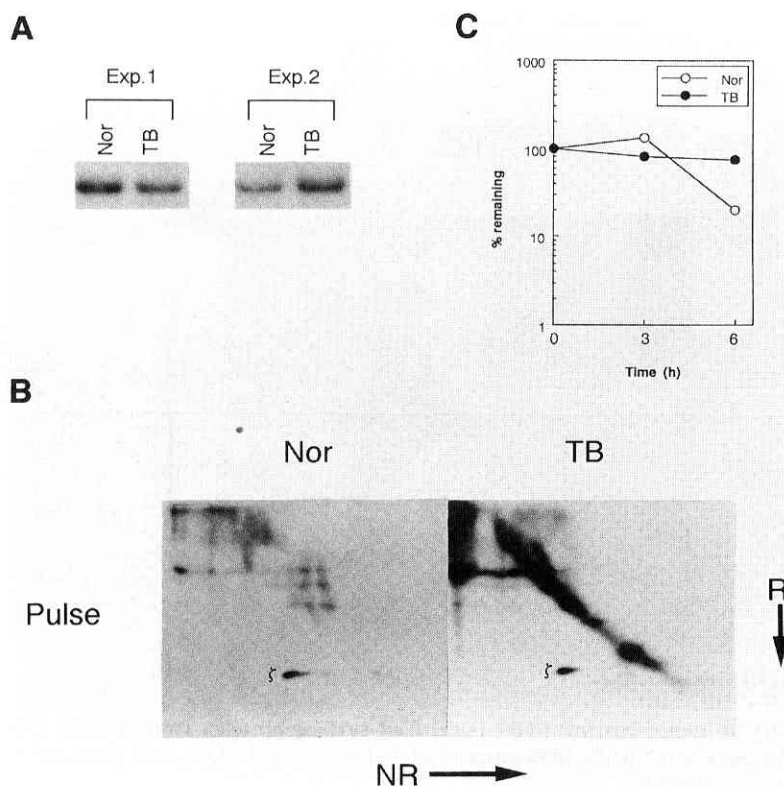 A
Exp.1
Exp.2
Nor
TB
Nor
TB
C
1000
100
10
1
% remaining
0
3
6
Time (h)
Nor
TB
B
Nor
TB
Pulse
ζ
ζ
R
NR